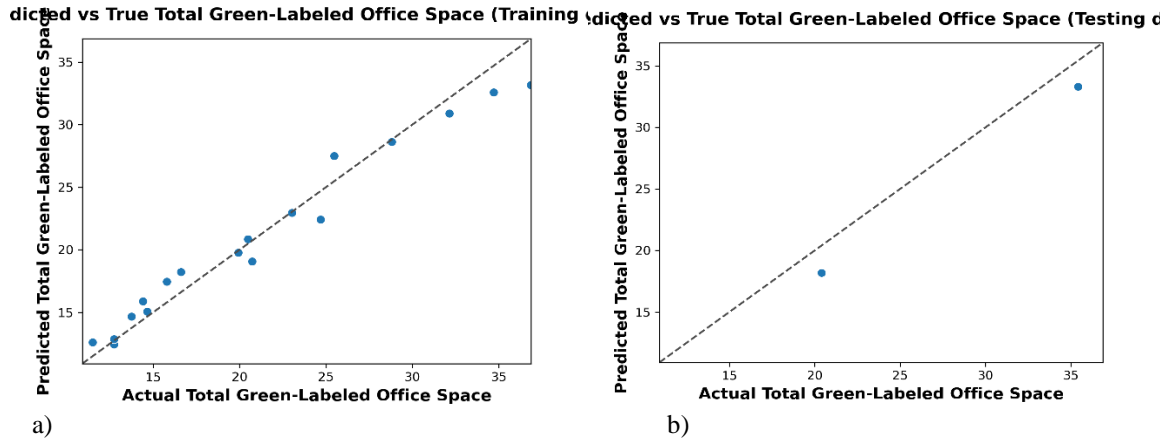 dicted vs True Total Green-Labeled Office Space (Training
Predicted Total Green-Labeled Office Space
35
30
25
20
15
15 20 25 30 35
Actual Total Green-Labeled Office Space
a)
dicted vs True Total Green-Labeled Office Space (Testing d
Predicted Total Green-Labeled Office Space
35
30
25
20
15
15 20 25 30 35
Actual Total Green-Labeled Office Space
b)